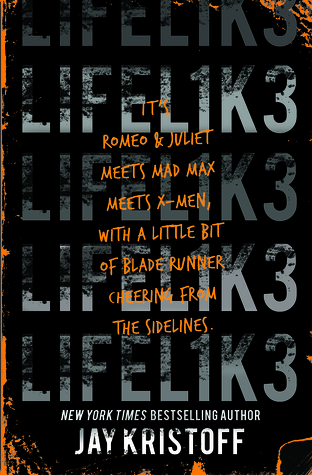 LIFEL1K3
LIFEL1K3
IT'S
ROMEO & JULIET
MEETS MAD MAX
LIFEL1K3
MEETS X-MEN,
WITH A LITTLE BIT
OF BLADE RUNNER
LIFEL1K3
CHEERING FROM
THE SIDELINES.
LIFEL1K3
NEW YORK TIMES BESTSELLING AUTHOR
JAY KRISTOFF